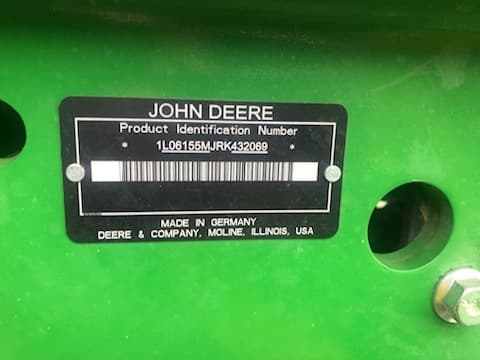 JOHN DEERE
Product Identification Number
* 1L06155MJRK432069 *
MADE IN GERMANY
DEERE & COMPANY, MOLINE, ILLINOIS, USA